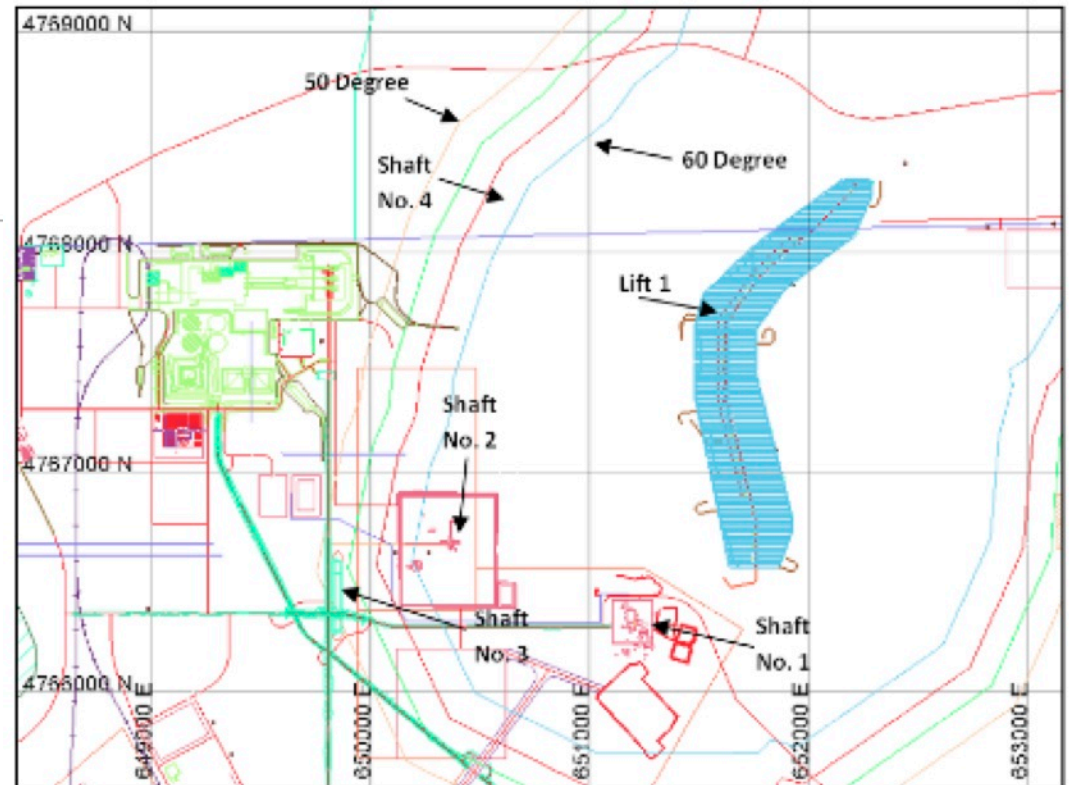 4769000 N
50 Degree
60 Degree
Shaft
No. 4
4768000 N
Lift 1
Shaft
No. 2
4767000 N
Shaft
No. 3
Shaft
No. 1
4766000 N
649000 E
650000 E
651000 E
652000 E
653000 E